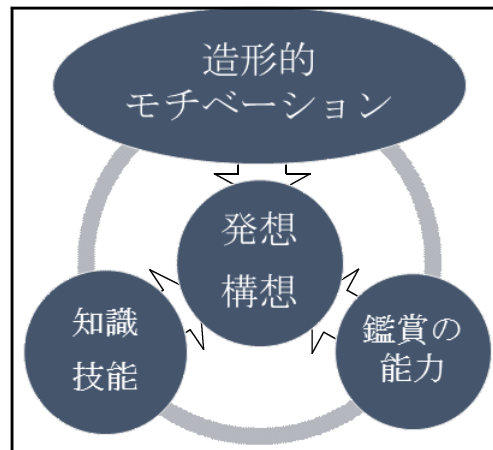 造形的
モチベーション
発想
構想
知識
技能
鑑賞の
能力